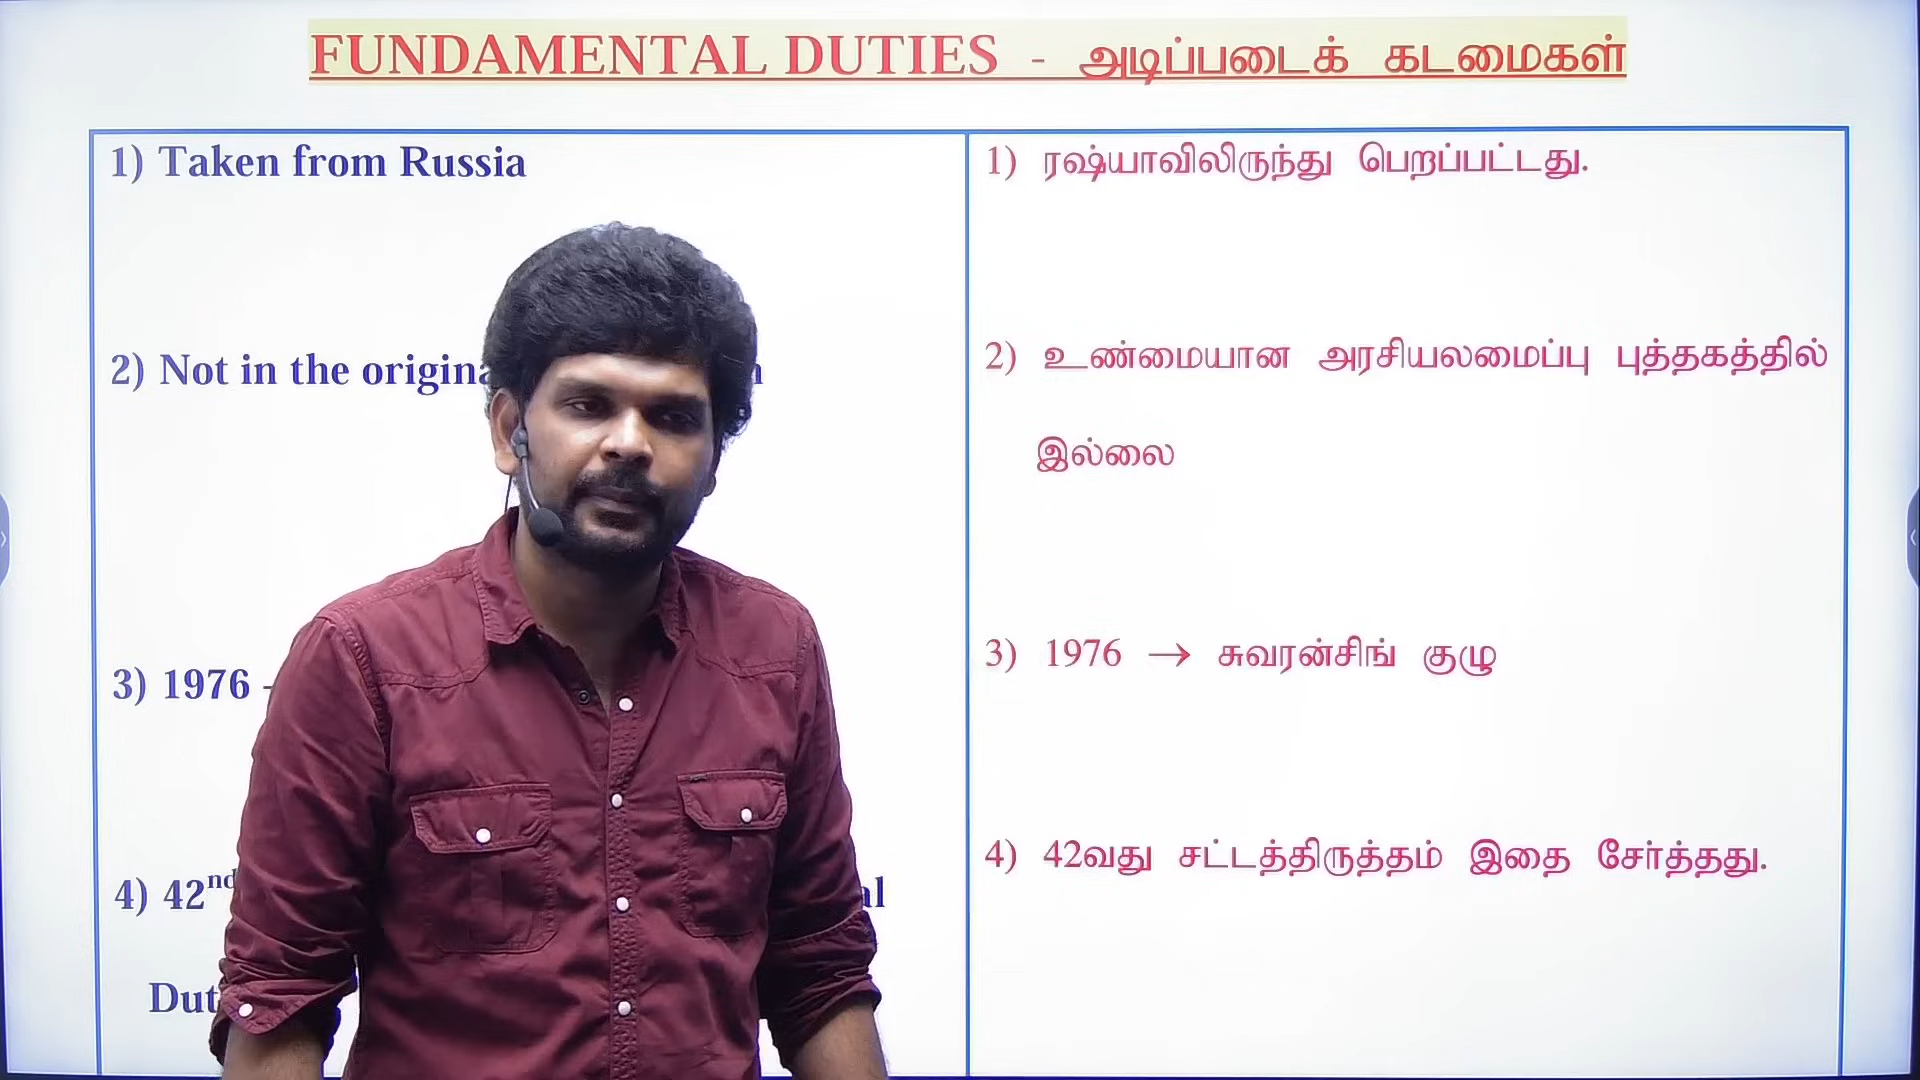 FUNDAMENTAL DUTIES - அடிப்படைக் கடமைகள்
1) Taken from Russia
2) Not in the
3) 1976
4) 42nd
1) ரஷ்யாவிலிருந்து பெறப்பட்டது.
2) உண்மையான அரசியலமைப்பு புத்தகத்தில்
இல்லை
3) 1976 → சுவரன்சிங் குழு
4) 42வது சட்டத்திருத்தம் இதை சேர்த்தது.